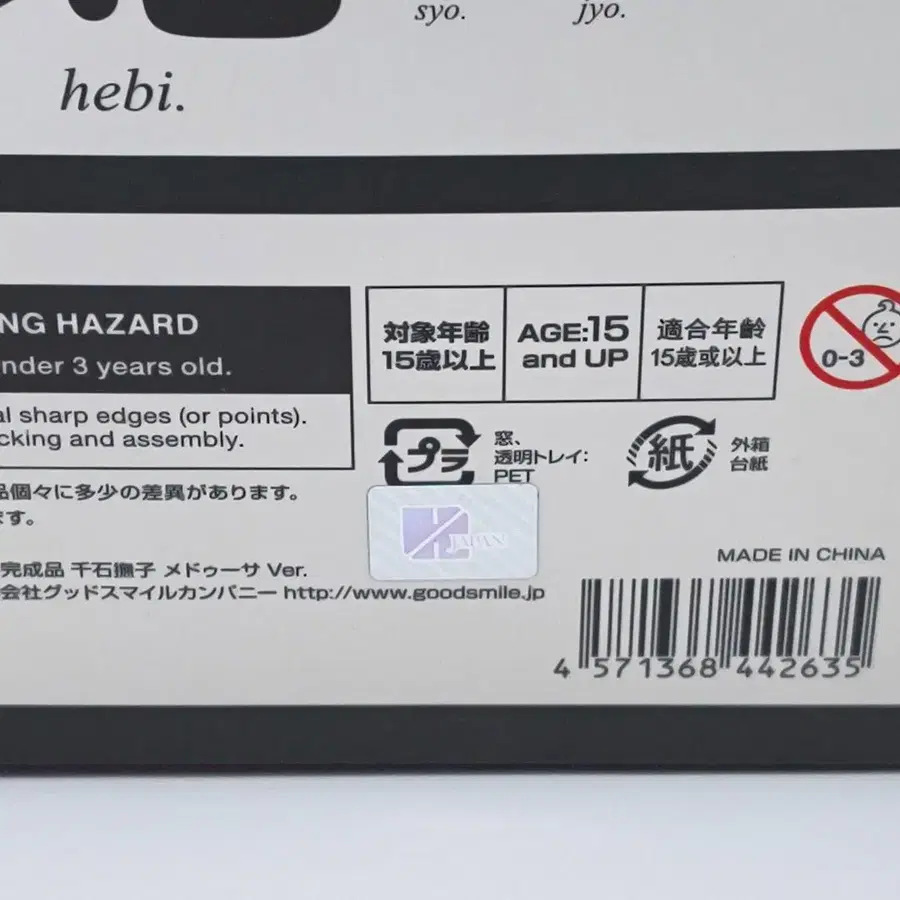 syo. jyo.
hebi.
NG HAZARD
nder 3 years old.
al sharp edges (or points).
cking and assembly.
対象年齢
15歳以上
AGE:15
and UP
適合年齢
15歳或以上
0-3
プラ
窓、
透明トレイ:
PET
紙
外箱
台紙
品個々に多少の差異があります。
ます。
完成品 千石撫子 メドゥーサ Ver.
会社グッドスマイルカンパニー http://www.goodsmile.jp
JAPAN
MADE IN CHINA
4 571368 442635